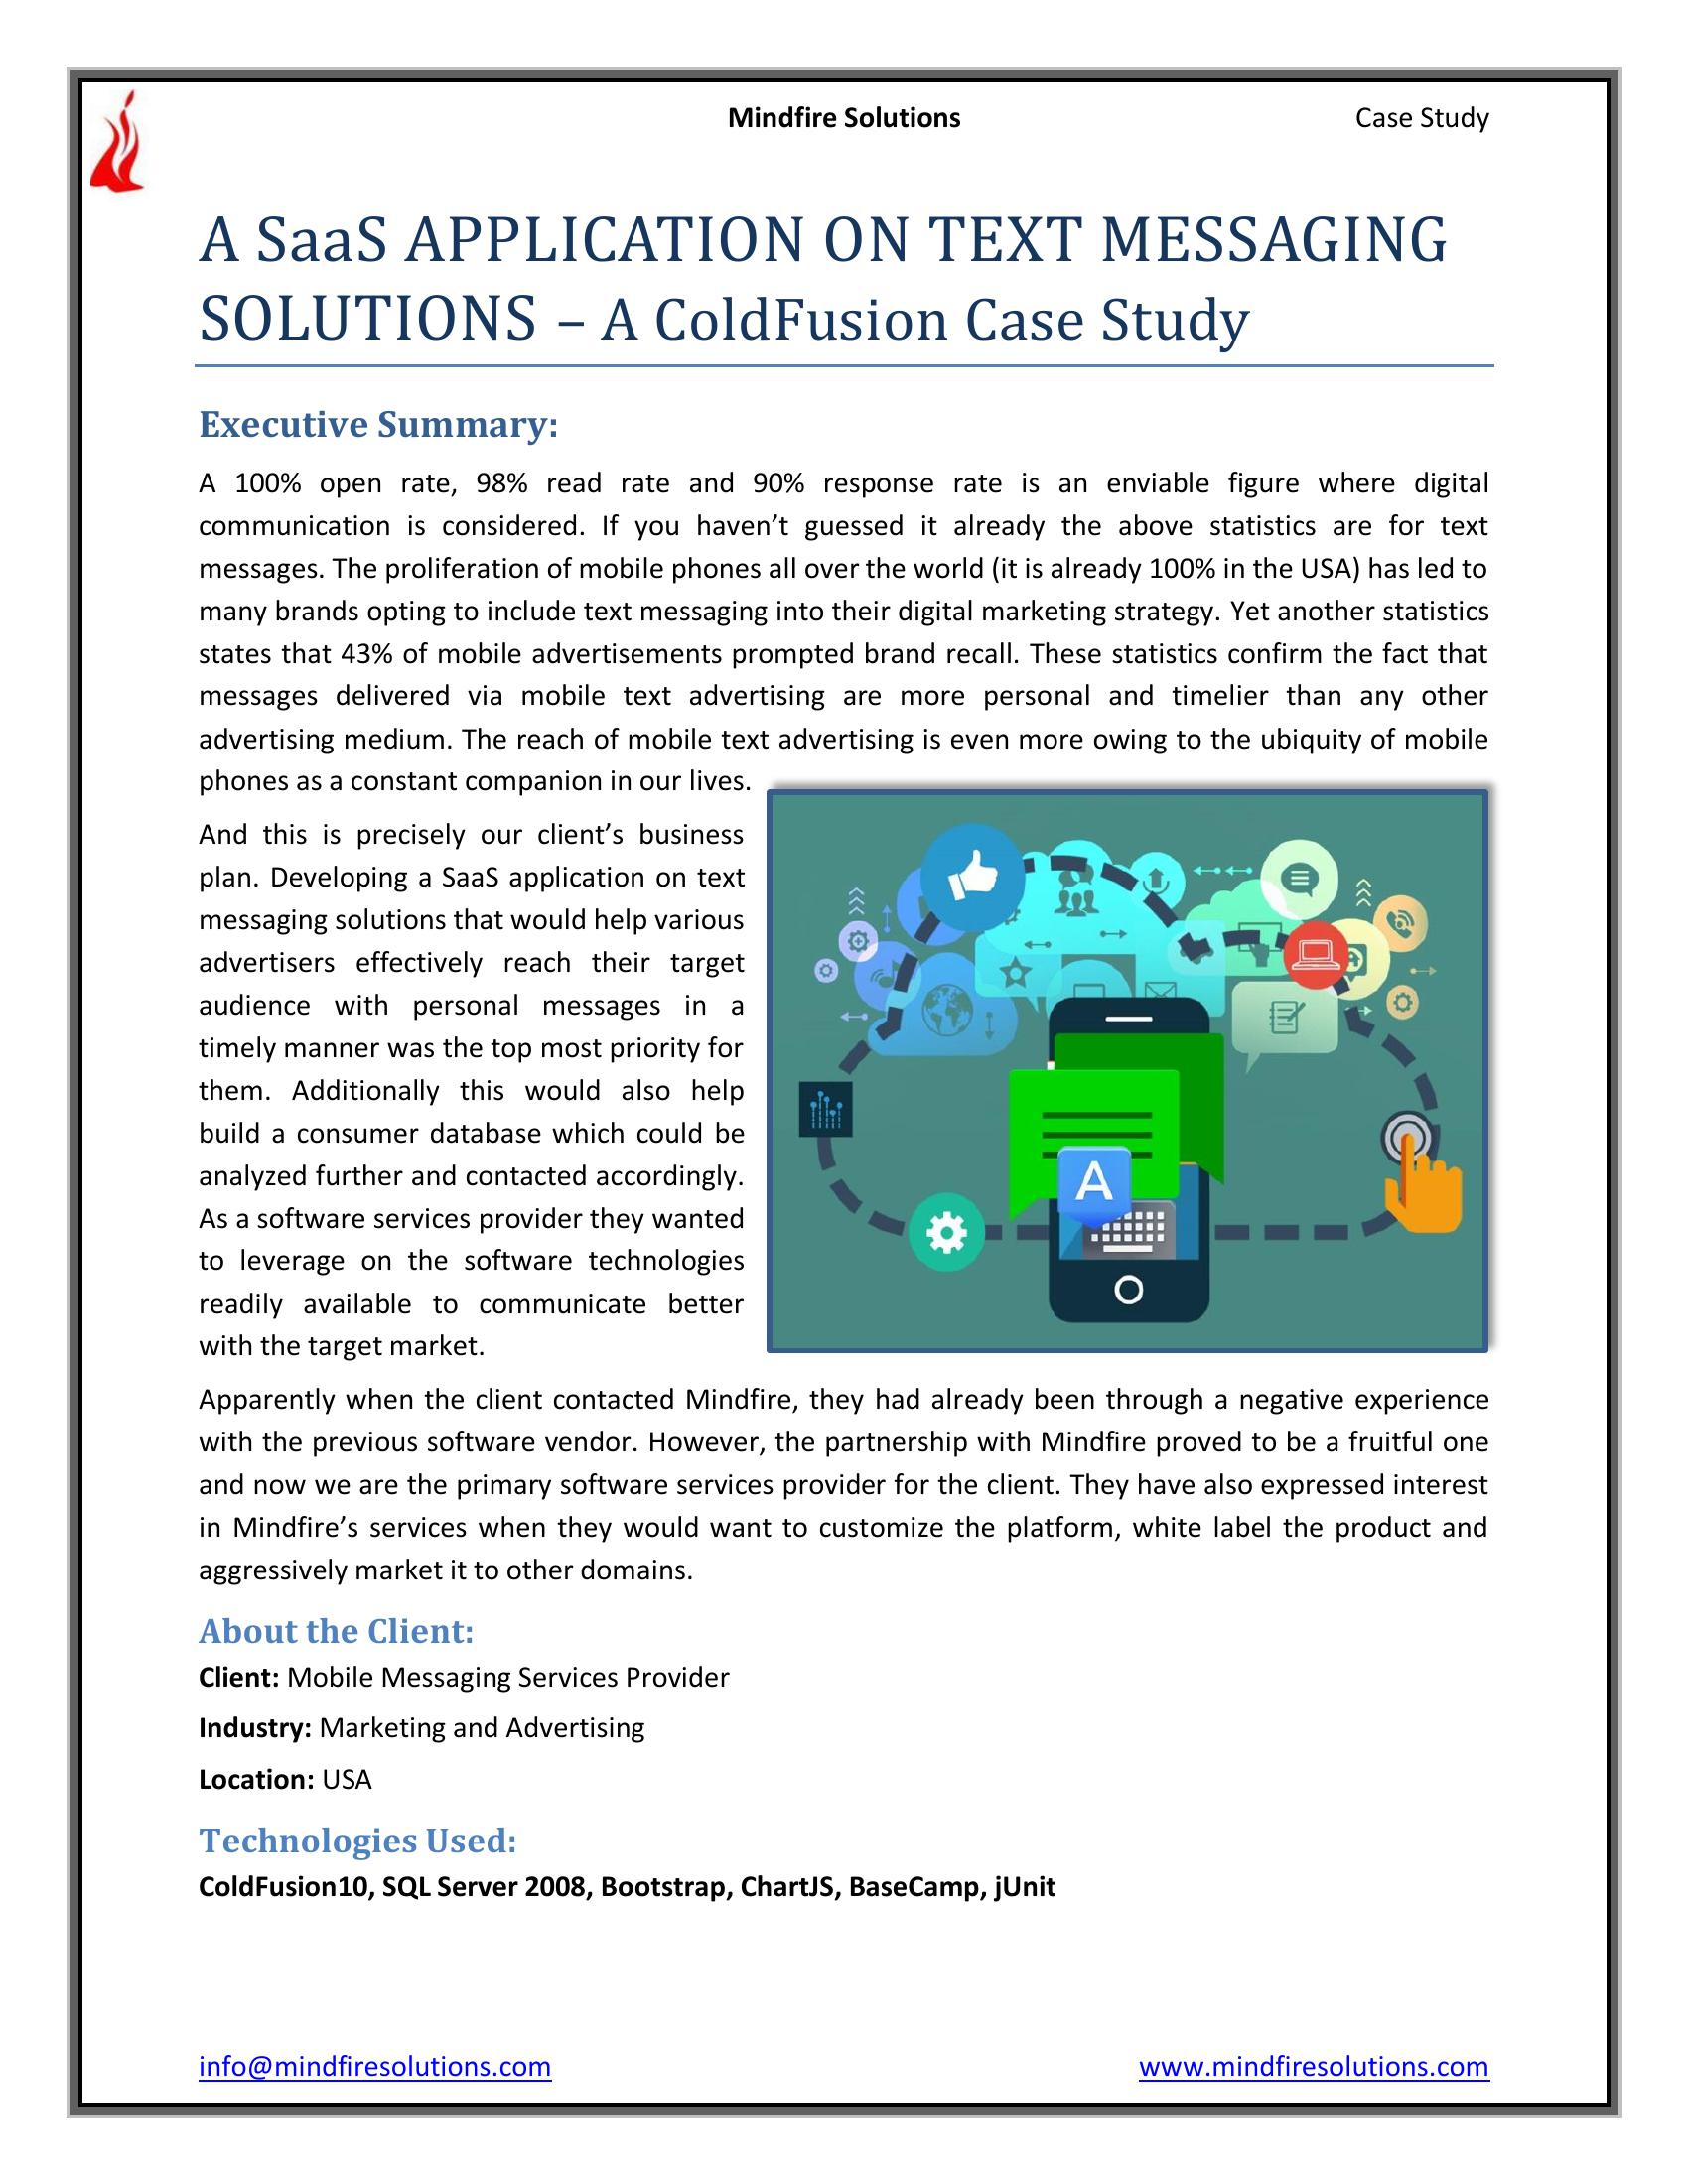 Mindfire Solutions
Case Study
A SaaS APPLICATION ON TEXT MESSAGING
SOLUTIONS – A ColdFusion Case Study
Executive Summary:
A 100% open rate, 98% read rate and 90% response rate is an enviable figure where digital
communication is considered. If you haven’t guessed it already the above statistics are for text
messages. The proliferation of mobile phones all over the world (it is already 100% in the USA) has led to
many brands opting to include text messaging into their digital marketing strategy. Yet another statistics
states that 43% of mobile advertisements prompted brand recall. These statistics confirm the fact that
messages delivered via mobile text advertising are more personal and timelier than any other
advertising medium. The reach of mobile text advertising is even more owing to the ubiquity of mobile
phones as a constant companion in our lives.
And this is precisely our client’s business
plan. Developing a SaaS application on text
messaging solutions that would help various
advertisers effectively reach their target
audience with personal messages in a
timely manner was the top most priority for
them. Additionally this would also help
build a consumer database which could be
analyzed further and contacted accordingly.
As a software services provider they wanted
to leverage on the software technologies
readily available to communicate better
with the target market.
A
Apparently when the client contacted Mindfire, they had already been through a negative experience
with the previous software vendor. However, the partnership with Mindfire proved to be a fruitful one
and now we are the primary software services provider for the client. They have also expressed interest
in Mindfire’s services when they would want to customize the platform, white label the product and
aggressively market it to other domains.
About the Client:
Client: Mobile Messaging Services Provider
Industry: Marketing and Advertising
Location: USA
Technologies Used:
ColdFusion10, SQL Server 2008, Bootstrap, ChartJS, BaseCamp, jUnit
info@mindfiresolutions.com
www.mindfiresolutions.com